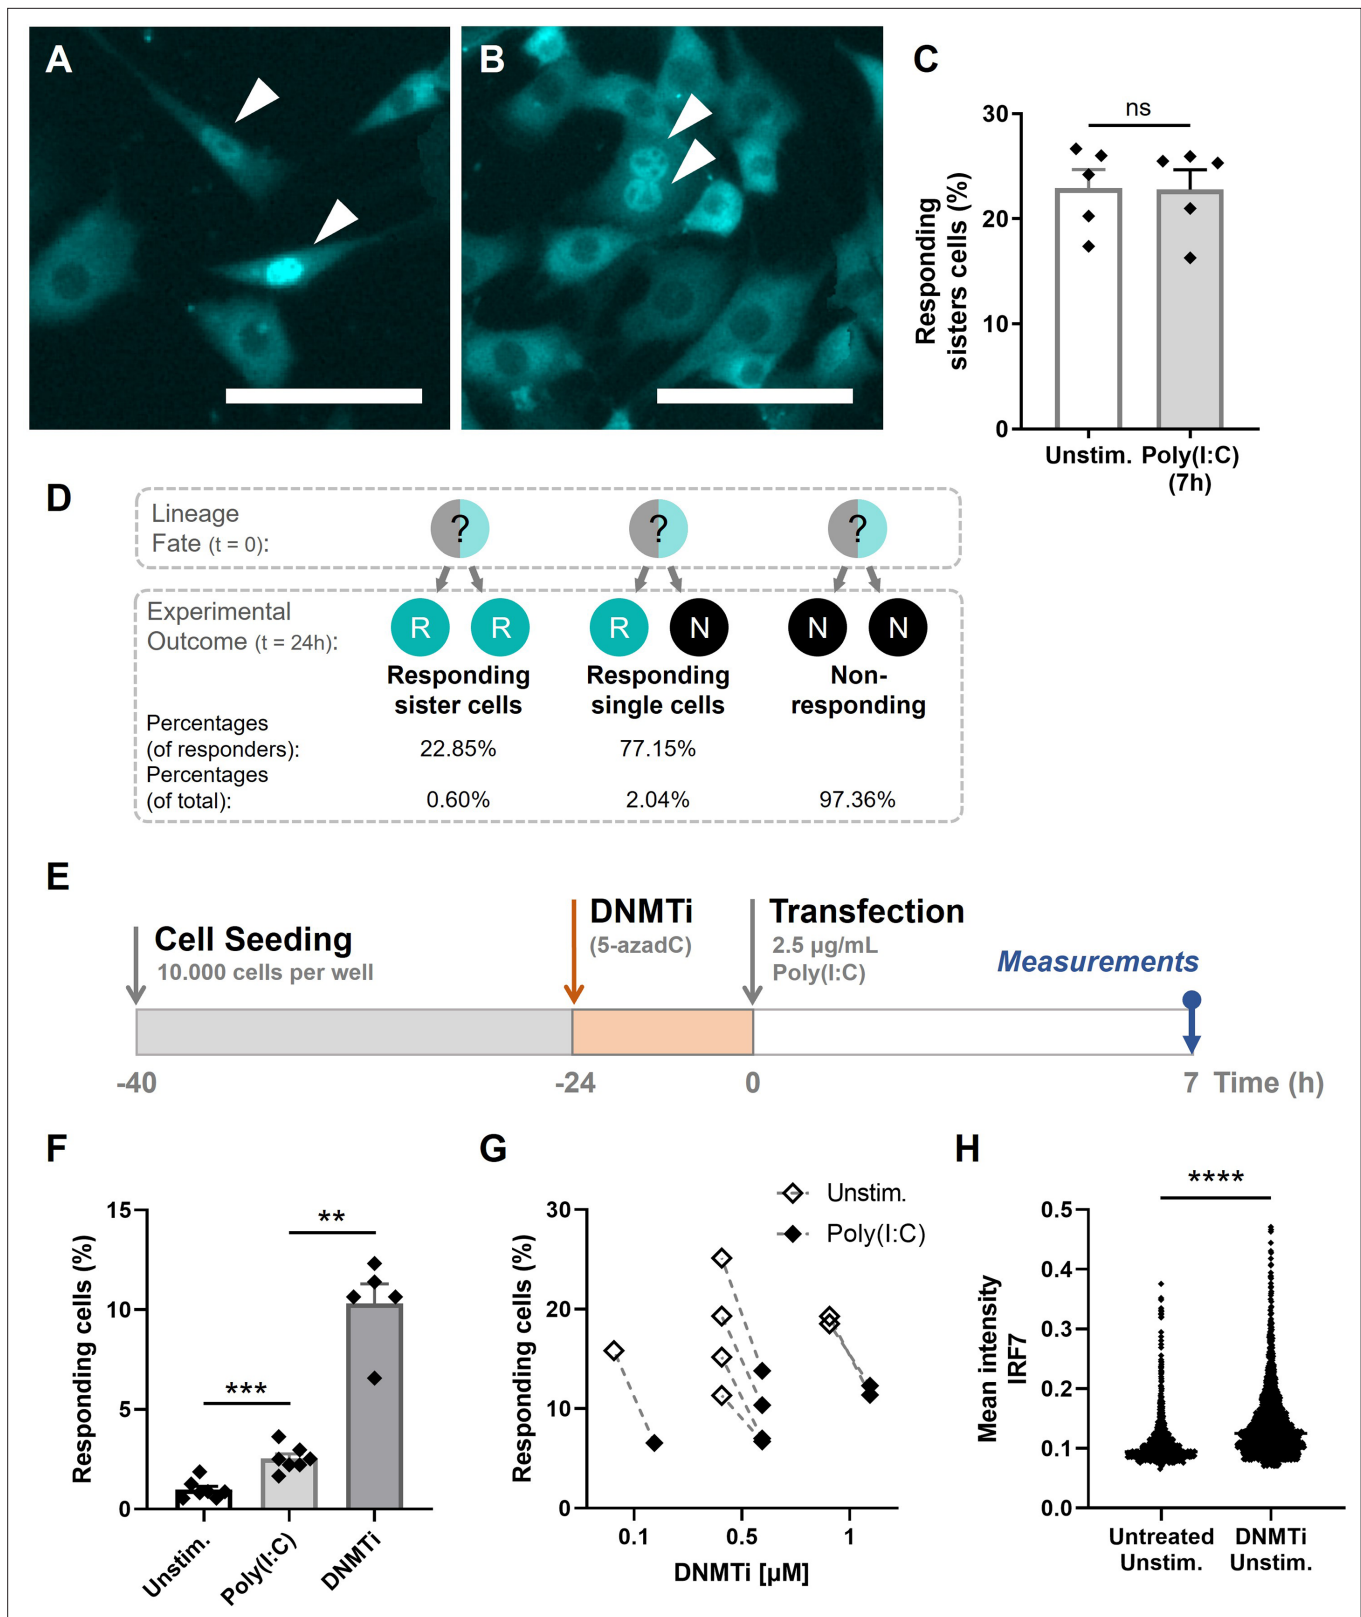 A
B
C
30
20
10
0
Responding
sisters cells (%)
ns
Unstim.
Poly(I:C)
(7h)
D
Lineage
Fate (t = 0):
? ? ?
Experimental
Outcome (t = 24h):
R R R N N N
Responding
sister cells
Responding
single cells
Non-
responding
Percentages
(of responders):
22.85% 77.15%
Percentages
(of total):
0.60% 2.04% 97.36%
E
Cell Seeding
10.000 cells per well
DNMTi
(5-azadC)
Transfection
2.5 µg/mL
Poly(I:C)
Measurements
-40 -24 0 7 Time (h)
F
15
10
5
0
Responding cells (%)
***
**
Unstim.
Poly(I:C)
DNMTi
G
Unstim.
Poly(I:C)
30
20
10
0
Responding cells (%)
0.1 0.5 1
DNMTi [µM]
H
****
0.5
0.4
0.3
0.2
0.1
0.0
Mean intensity
IRF7
Untreated
Unstim.
DNMTi
Unstim.